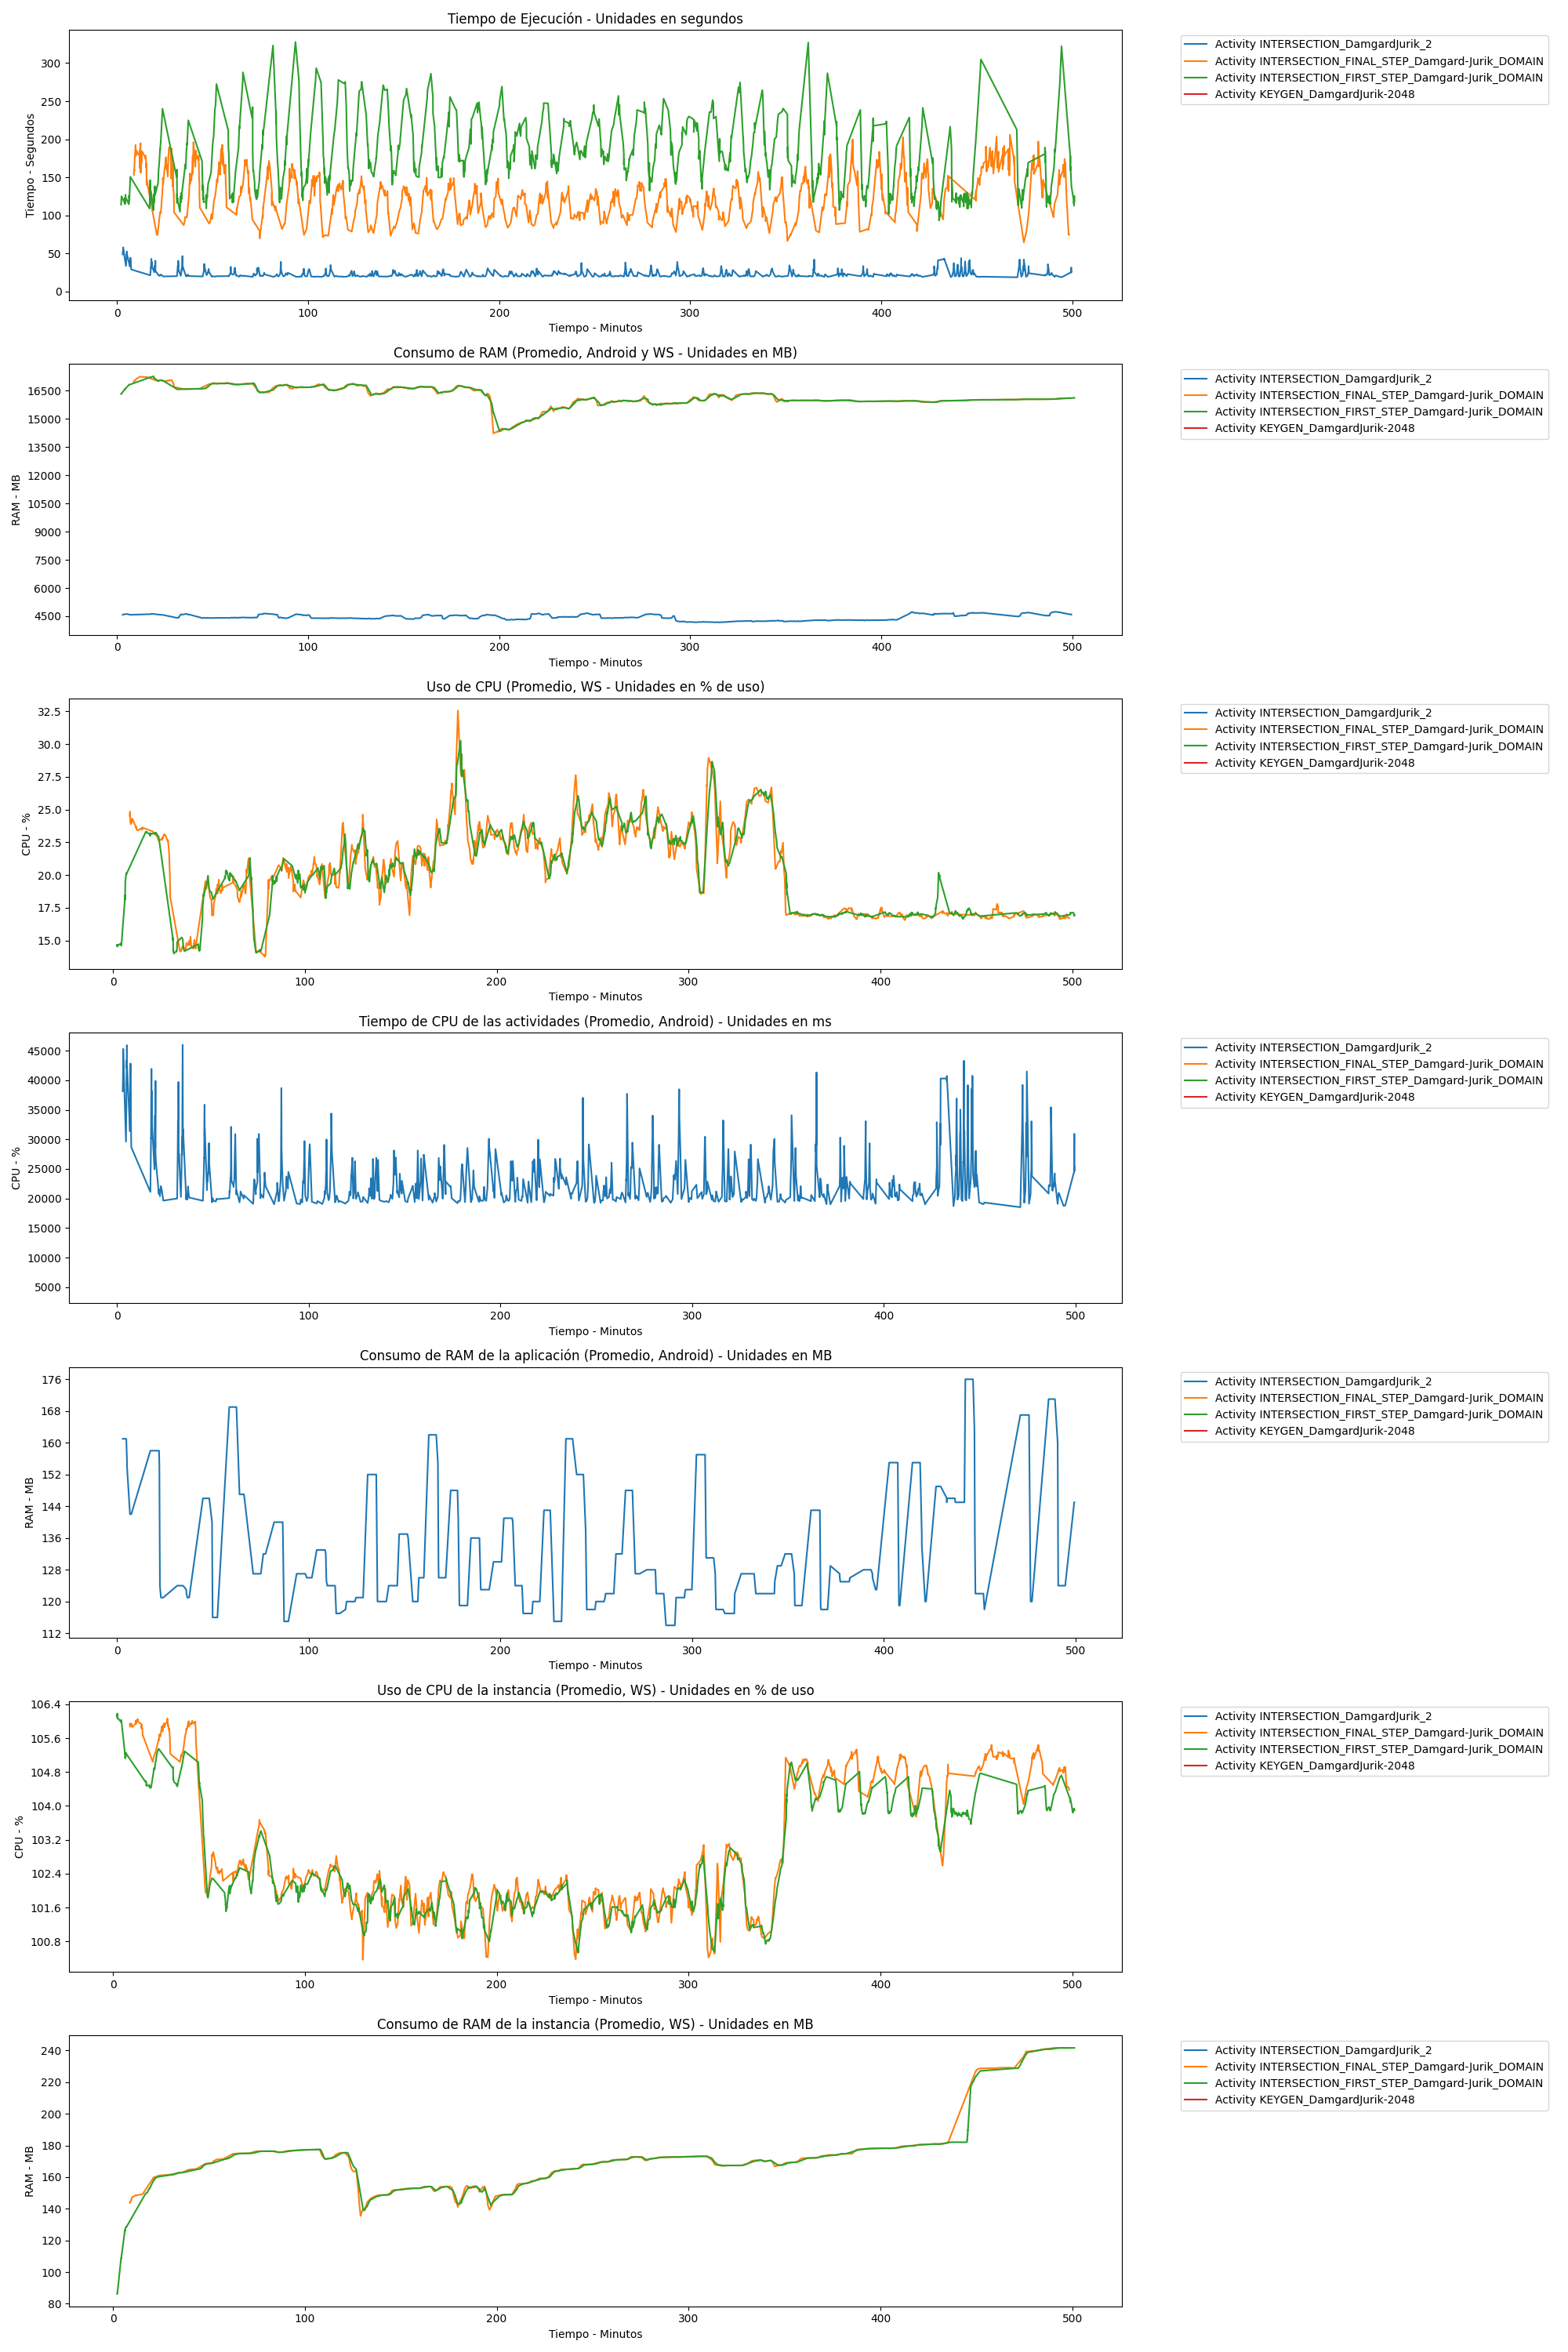 Tiempo de Ejecución - Unidades en segundos
Tiempo - Segundos
300
250
200
150
100
50
0
0 100 200 300 400 500
Tiempo - Minutos
Activity INTERSECTION_DamgardJurik_2
Activity INTERSECTION_FINAL_STEP_Damgard-Jurik_DOMAIN
Activity INTERSECTION_FIRST_STEP_Damgard-Jurik_DOMAIN
Activity KEYGEN_DamgardJurik-2048
Consumo de RAM (Promedio, Android y WS - Unidades en MB)
RAM - MB
16500
15000
13500
12000
10500
9000
7500
6000
4500
0 100 200 300 400 500
Tiempo - Minutos
Activity INTERSECTION_DamgardJurik_2
Activity INTERSECTION_FINAL_STEP_Damgard-Jurik_DOMAIN
Activity INTERSECTION_FIRST_STEP_Damgard-Jurik_DOMAIN
Activity KEYGEN_DamgardJurik-2048
Uso de CPU (Promedio, WS - Unidades en % de uso)
CPU - %
32.5
30.0
27.5
25.0
22.5
20.0
17.5
15.0
0 100 200 300 400 500
Tiempo - Minutos
Activity INTERSECTION_DamgardJurik_2
Activity INTERSECTION_FINAL_STEP_Damgard-Jurik_DOMAIN
Activity INTERSECTION_FIRST_STEP_Damgard-Jurik_DOMAIN
Activity KEYGEN_DamgardJurik-2048
Tiempo de CPU de las actividades (Promedio, Android) - Unidades en ms
CPU - %
45000
40000
35000
30000
25000
20000
15000
10000
5000
0 100 200 300 400 500
Tiempo - Minutos
Activity INTERSECTION_DamgardJurik_2
Activity INTERSECTION_FINAL_STEP_Damgard-Jurik_DOMAIN
Activity INTERSECTION_FIRST_STEP_Damgard-Jurik_DOMAIN
Activity KEYGEN_DamgardJurik-2048
Consumo de RAM de la aplicación (Promedio, Android) - Unidades en MB
RAM - MB
176
168
160
152
144
136
128
120
112
0 100 200 300 400 500
Tiempo - Minutos
Activity INTERSECTION_DamgardJurik_2
Activity INTERSECTION_FINAL_STEP_Damgard-Jurik_DOMAIN
Activity INTERSECTION_FIRST_STEP_Damgard-Jurik_DOMAIN
Activity KEYGEN_DamgardJurik-2048
Uso de CPU de la instancia (Promedio, WS) - Unidades en % de uso
CPU - %
106.4
105.6
104.8
104.0
103.2
102.4
101.6
100.8
0 100 200 300 400 500
Tiempo - Minutos
Activity INTERSECTION_DamgardJurik_2
Activity INTERSECTION_FINAL_STEP_Damgard-Jurik_DOMAIN
Activity INTERSECTION_FIRST_STEP_Damgard-Jurik_DOMAIN
Activity KEYGEN_DamgardJurik-2048
Consumo de RAM de la instancia (Promedio, WS) - Unidades en MB
RAM - MB
240
220
200
180
160
140
120
100
80
0 100 200 300 400 500
Tiempo - Minutos
Activity INTERSECTION_DamgardJurik_2
Activity INTERSECTION_FINAL_STEP_Damgard-Jurik_DOMAIN
Activity INTERSECTION_FIRST_STEP_Damgard-Jurik_DOMAIN
Activity KEYGEN_DamgardJurik-2048